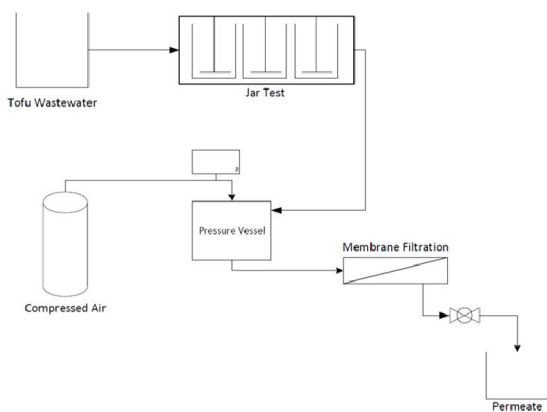 Tofu Wastewater
Jar Test
P
Pressure Vessel
Compressed Air
Membrane Filtration
Permeate